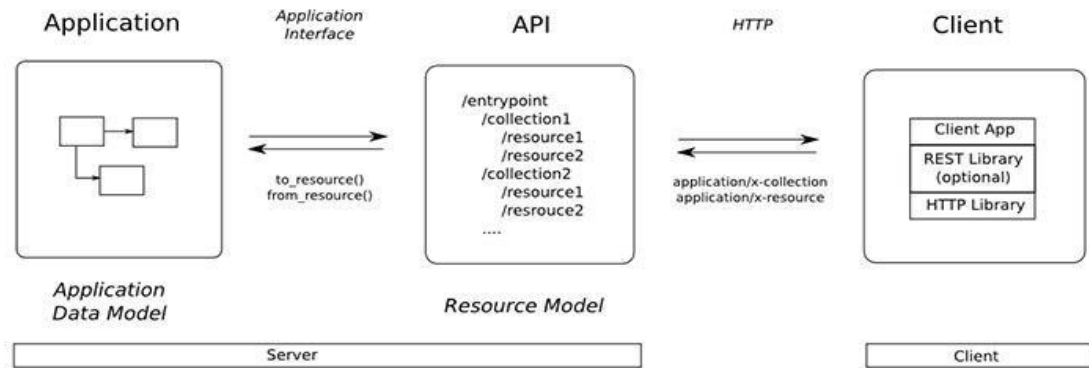 Application
Application
Interface
API
HTTP
Client
/entrypoint
/collection1
/resource1
/resource2
/collection2
/resource1
/resrouce2
....
to_resource()
from_resource()
application/x-collection
application/x-resource
Client App
REST Library
(optional)
HTTP Library
Application
Data Model
Resource Model
Server
Client